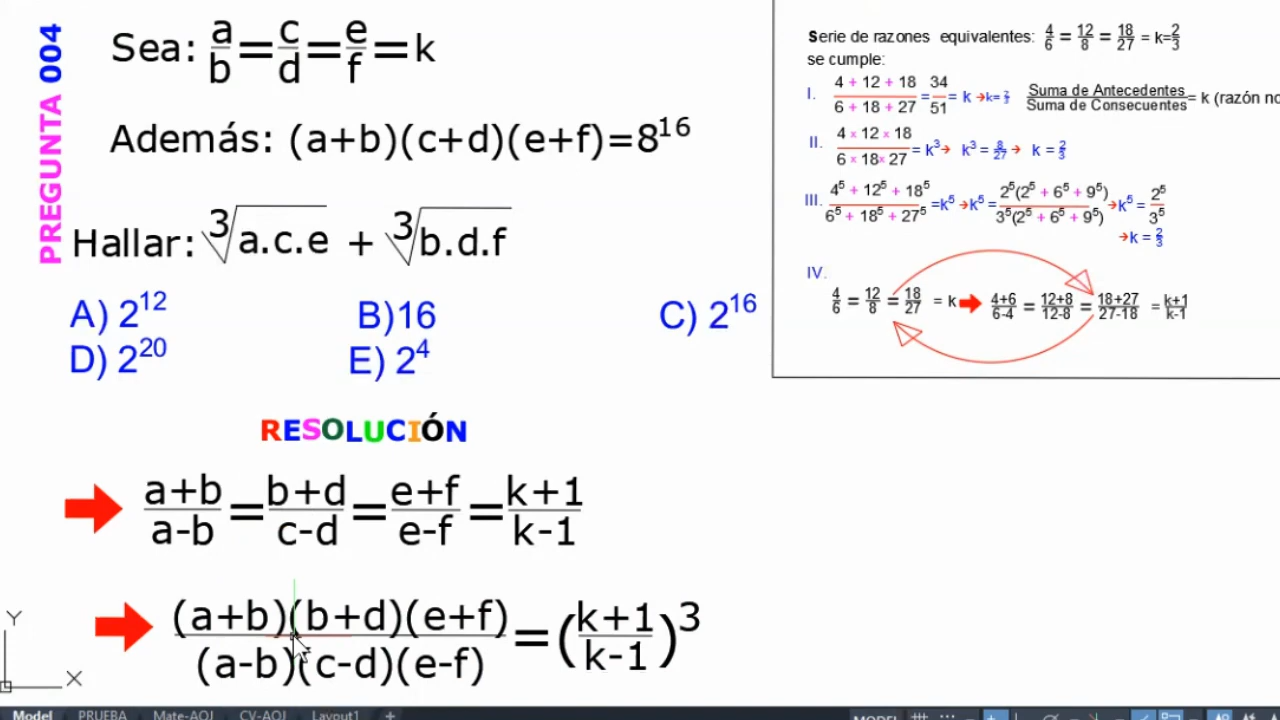 PREGUNTA 004
Sea: a/b = c/d = e/f = k
Además: (a+b)(c+d)(e+f)=8^16
Hallar: ∛a.c.e + ∛b.d.f
A) 2^12 B)16 C) 2^16
D) 2^20 E) 2^4
RESOLUCIÓN
a+b/a-b = b+d/c-d = e+f/e-f = k+1/k-1
(a+b)(b+d)(e+f)/(a-b)(c-d)(e-f) = (k+1/k-1)^3
Serie de razones equivalentes: 4/6 = 12/8 = 18/27 = k=2/3
se cumple:
I. 4 + 12 + 18/6 + 18 + 27 = 34/51 = k → k= 2/3 Suma de Antecedentes/Suma de Consecuentes = k (razón
II. 4 × 12 × 18/6 × 18 × 27 = k^3 → k^3 = 8/27 → k = 2/3
III. 4^5 + 12^5 + 18^5/6^5 + 18^5 + 27^5 =k^5 → k^5 = 2^5(2^5 + 6^5 + 9^5)/3^5(2^5 + 6^5 + 9^5) → k^5 = 2^5/3^5
→ k = 2/3
IV.
4/6 = 12/8 = 18/27 = k 4+6/6-4 = 12+8/12-8 = 18+27/27-18 = k+1/k-1
Y
X
Model PRUEBA Mate-AOJ CV-AOJ Layout1 +
MODEL